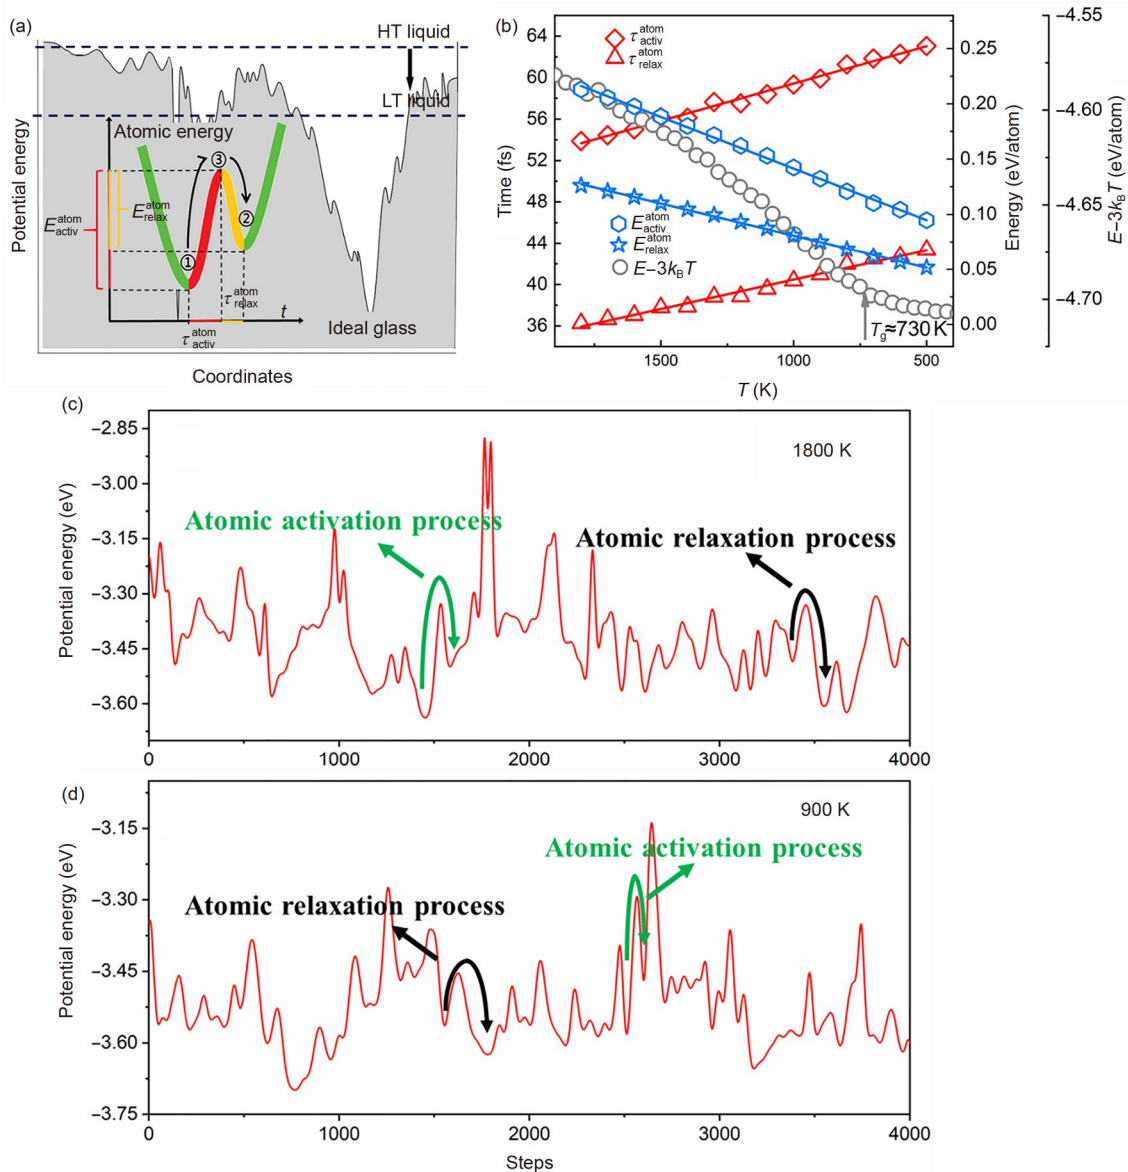 (a)
HT liquid
LT liquid
Atomic energy
Potential energy
③
②
①
E_activ^atom
E_relax^atom
τ_relax^atom
t
τ_activ^atom
Ideal glass
Coordinates
(b)
τ_activ^atom
τ_relax^atom
E_activ^atom
E_relax^atom
E−3k_BT
T_g≈730 K
64
60
56
52
48
44
40
36
Time (fs)
0.25
0.20
0.15
0.10
0.05
0.00
Energy (eV/atom)
−4.55
−4.60
−4.65
−4.70
E−3k_BT (eV/atom)
1500
1000
500
T (K)
(c)
1800 K
Atomic activation process
Atomic relaxation process
Potential energy (eV)
−2.85
−3.00
−3.15
−3.30
−3.45
−3.60
0
1000
2000
3000
4000
(d)
900 K
Atomic activation process
Atomic relaxation process
Potential energy (eV)
−3.15
−3.30
−3.45
−3.60
−3.75
0
1000
2000
3000
4000
Steps